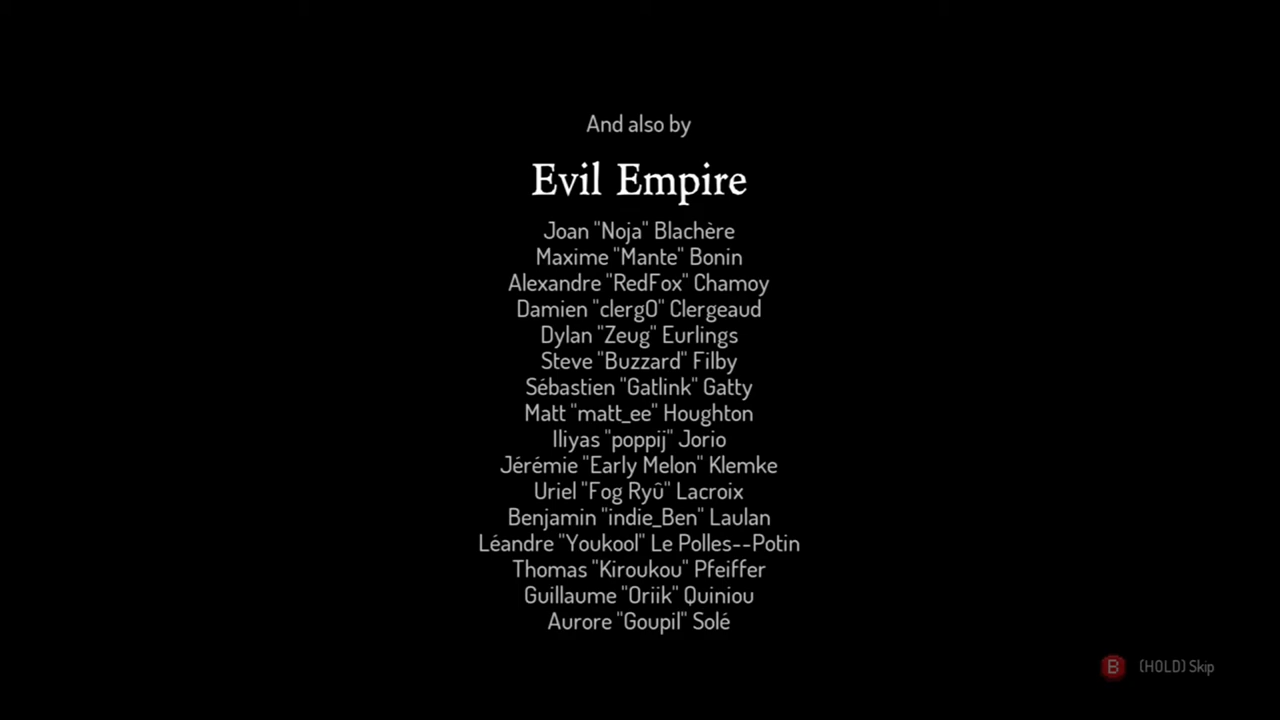 And also by
Evil Empire
Joan "Noja" Blachère
Maxime "Mante" Bonin
Alexandre "RedFox" Chamoy
Damien "clergO" Clergeaud
Dylan "Zeug" Eurlings
Steve "Buzzard" Filby
Sébastien "Gatlink" Gatty
Matt "matt_ee" Houghton
Iliyas "poppij" Jorio
Jérémie "Early Melon" Klemke
Uriel "Fog Ryû" Lacroix
Benjamin "indie_Ben" Laulan
Léandre "Youkool" Le Polles--Potin
Thomas "Kiroukou" Pfeiffer
Guillaume "Oriik" Quiniou
Aurore "Goupil" Solé
B (HOLD) Skip